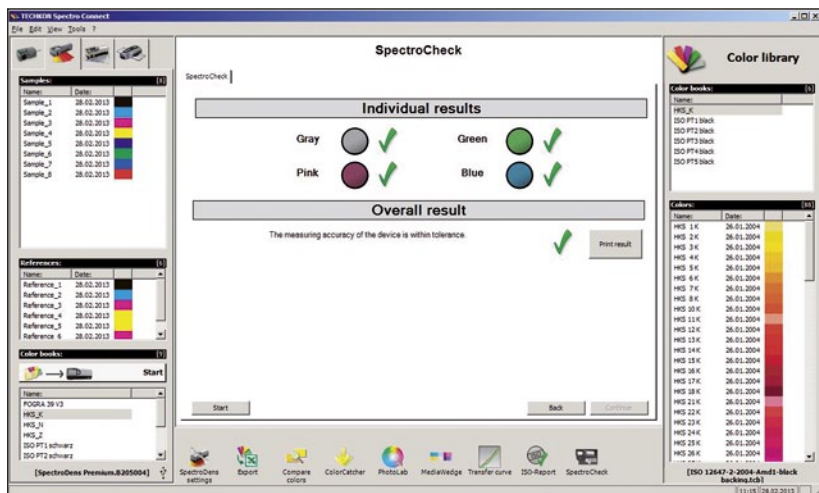 TECHKON Spectro Connect
File Edit View Tools ?
Samples: [8]
Name: Date:
Sample_1 28.02.2013
Sample_2 28.02.2013
Sample_3 28.02.2013
Sample_4 28.02.2013
Sample_5 28.02.2013
Sample_6 28.02.2013
Sample_7 28.02.2013
Sample_8 28.02.2013
References: [6]
Name: Date:
Reference_1 28.02.2013
Reference_2 28.02.2013
Reference_3 28.02.2013
Reference_4 28.02.2013
Reference_5 28.02.2013
Reference 6 28.02.2013
Color books: [9]
Start
Name:
FOGRA 39 V3
HKS_K
HKS_N
HKS_Z
ISO PT1 schwarz
ISO PT2 schwarz
[SpectroDens Premium.B205004]
SpectroCheck
SpectroCheck
Individual results
Gray Green
Pink Blue
Overall result
The measuring accuracy of the device is within tolerance.
Print result
Start Back Continue
SpectroDens settings
Export
Compare colors
ColorCatcher
PhotoLab
MediaWedge
Transfer curve
ISO-Report
SpectroCheck
Color library
Color books: [6]
Name:
HKS_K
ISO PT1 black
ISO PT2 black
ISO PT3 black
ISO PT4 black
ISO PT5 black
Colors: [88]
Name: Date:
HKS 1 K 26.01.2004
HKS 2 K 26.01.2004
HKS 3 K 26.01.2004
HKS 4 K 26.01.2004
HKS 5 K 26.01.2004
HKS 6 K 26.01.2004
HKS 7 K 26.01.2004
HKS 8 K 26.01.2004
HKS 10 K 26.01.2004
HKS 11 K 26.01.2004
HKS 12 K 26.01.2004
HKS 13 K 26.01.2004
HKS 14 K 26.01.2004
HKS 15 K 26.01.2004
HKS 16 K 26.01.2004
HKS 17 K 26.01.2004
HKS 18 K 26.01.2004
HKS 21 K 26.01.2004
HKS 22 K 26.01.2004
HKS 23 K 26.01.2004
HKS 24 K 26.01.2004
HKS 25 K 26.01.2004
HKS 26 K 26.01.2004
[ISO 12647-2-2004-Amd1-black
backing.tcb]
11:15 28.02.2013